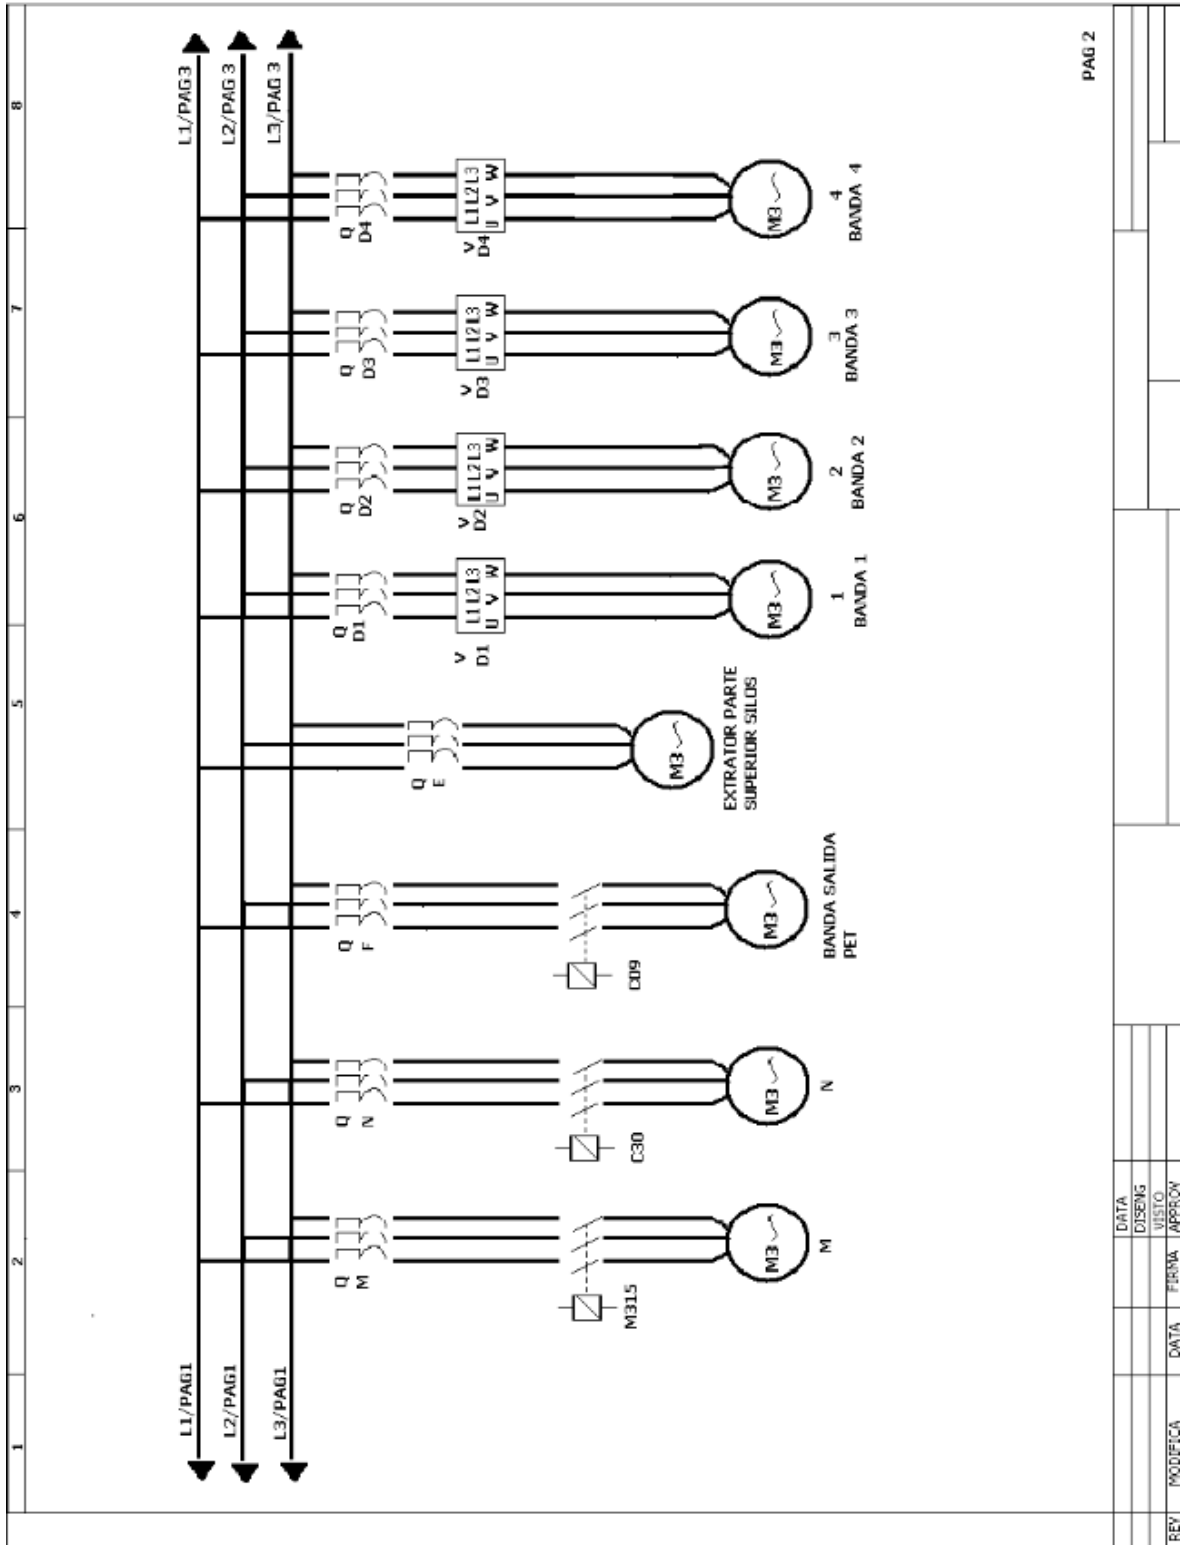 1
2
3
4
5
6
7
8
L1/PAG1
L2/PAG1
L3/PAG1
L1/PAG3
L2/PAG 3
L3/PAG 3
Q
M
M315
M3
M
Q
N
C30
M3
N
Q
F
C09
M3
BANDA SALIDA
PET
Q
E
M3
EXTRATOR PARTE
SUPERIOR SILOS
Q
D1
V
D1
L1 L2 L3
U V W
M3
1
BANDA 1
Q
D2
V
D2
L1 L2 L3
U V W
M3
2
BANDA 2
Q
D3
V
D3
L1 L2 L3
U V W
M3
3
BANDA 3
Q
D4
V
D4
L1 L2 L3
U V W
M3
4
BANDA 4
PAG 2
DATA
DISENG
VISTO
REV MODIFICA DATA FIRMA APPROV